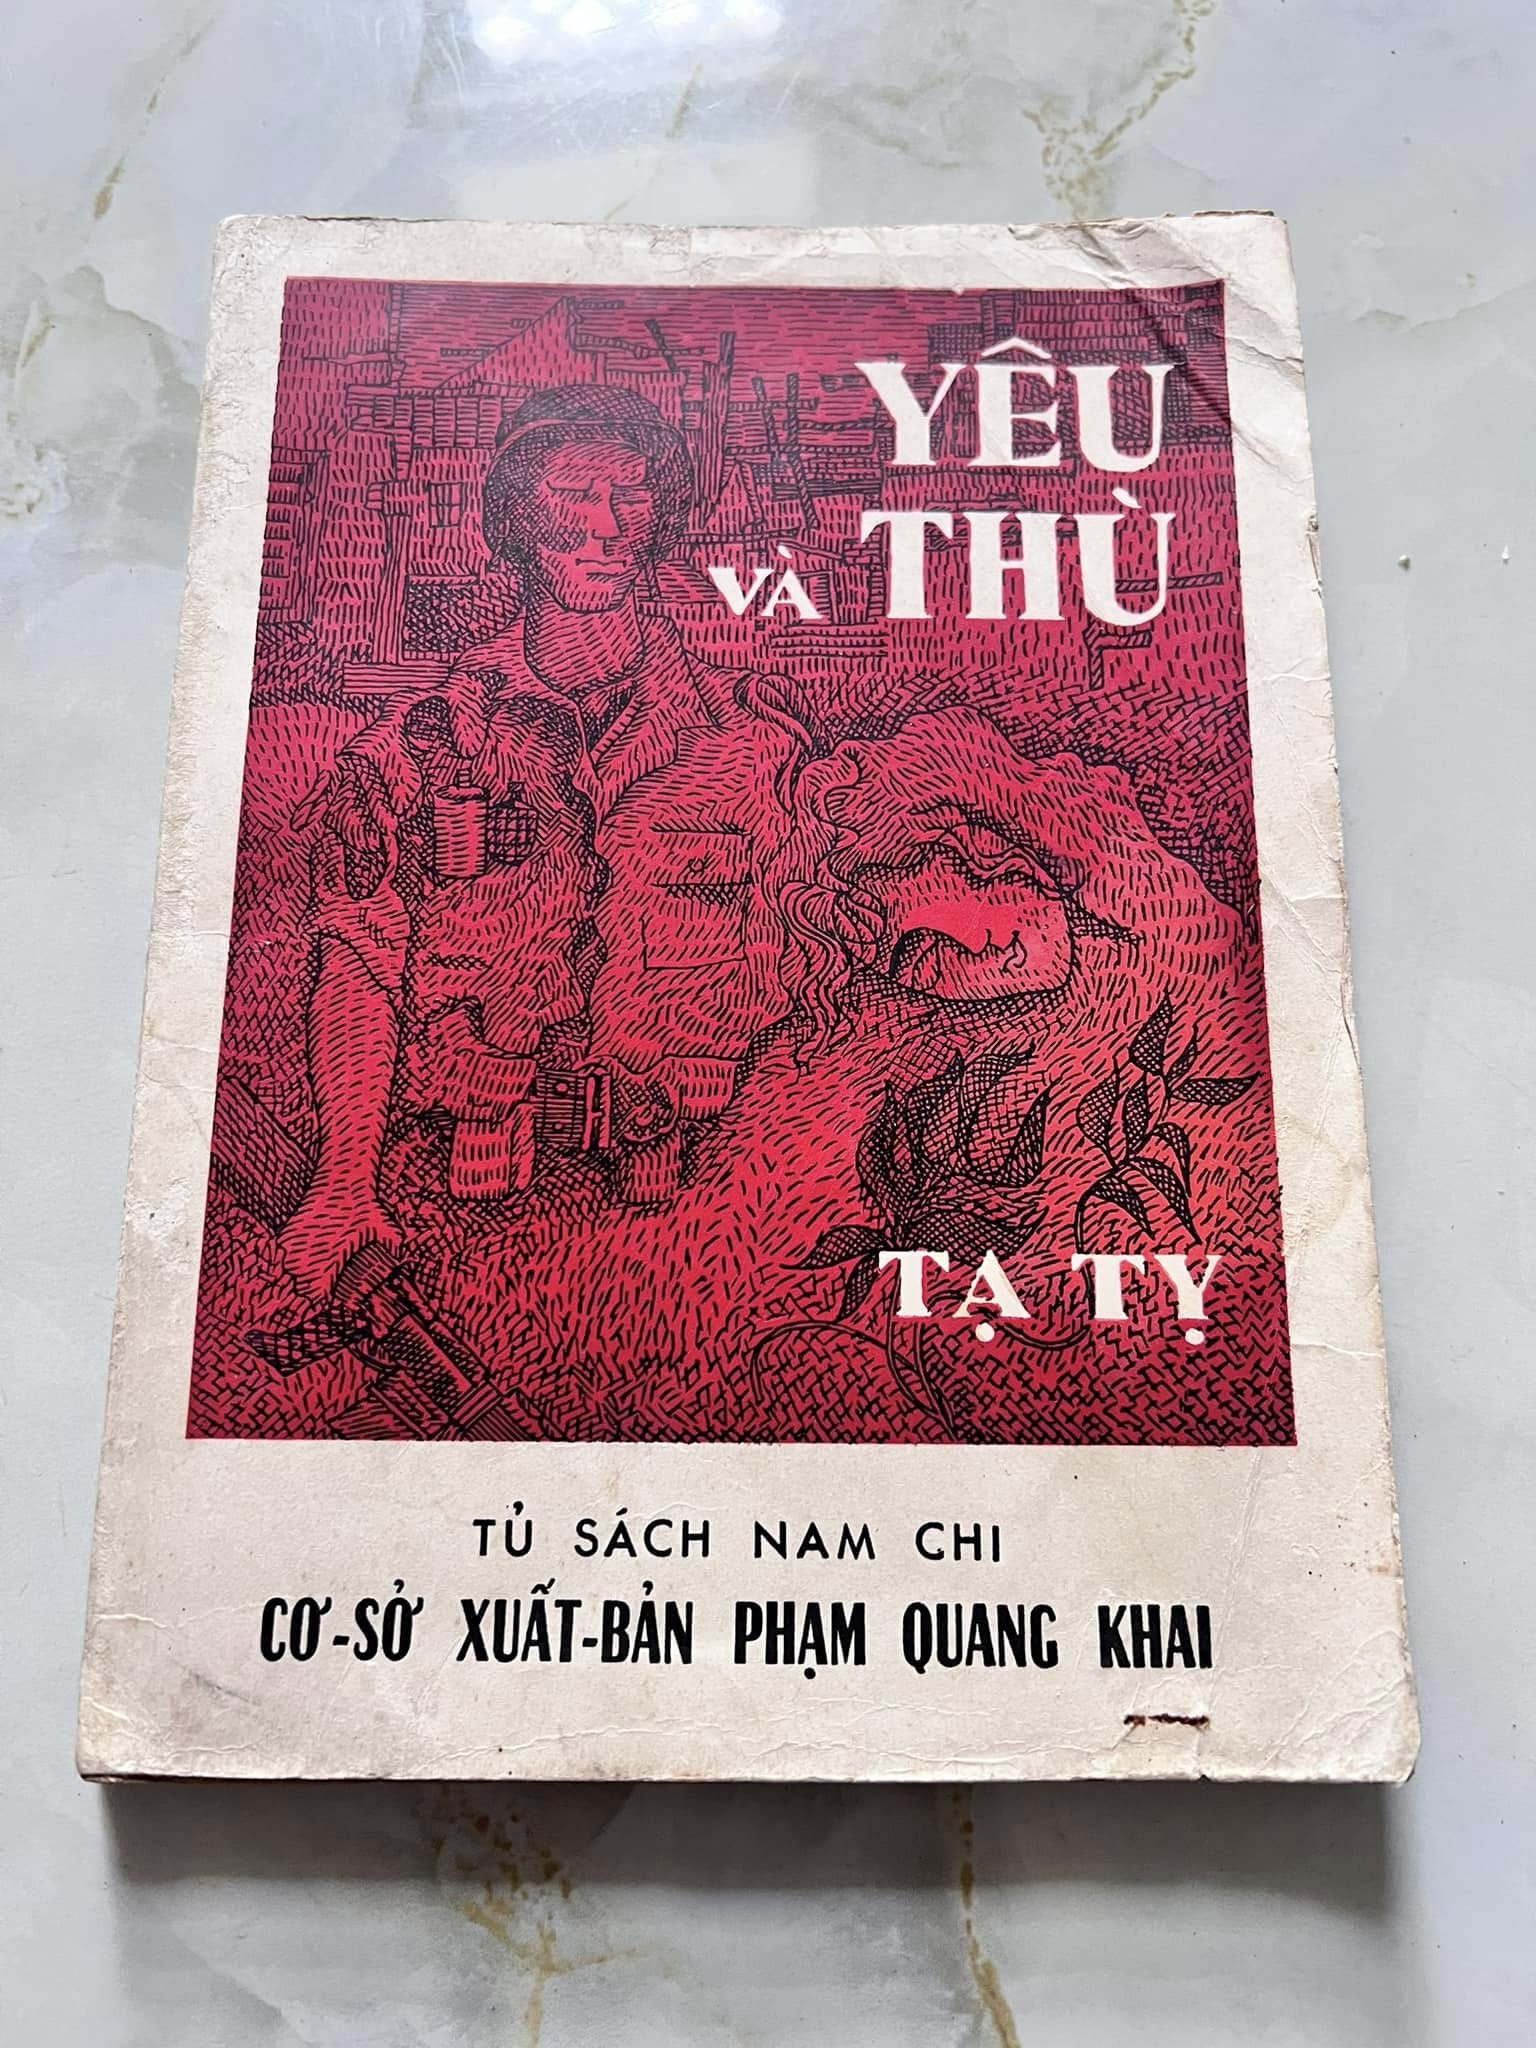 YÊU
VÀ THÙ
TẠ TỴ
TỦ SÁCH NAM CHI
CƠ-SỞ XUẤT-BẢN PHẠM QUANG KHAI